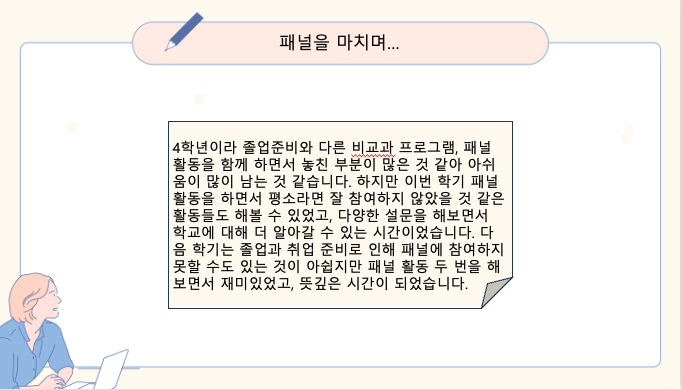 패널을 마치며...
4학년이라 졸업준비와 다른 비교과 프로그램, 패널
활동을 함께 하면서 놓친 부분이 많은 것 같아 아쉬
움이 많이 남는 것 같습니다. 하지만 이번 학기 패널
활동을 하면서 평소라면 잘 참여하지 않았을 것 같은
활동들도 해볼 수 있었고, 다양한 설문을 해보면서
학교에 대해 더 알아갈 수 있는 시간이었습니다. 다
음 학기는 졸업과 취업 준비로 인해 패널에 참여하지
못할 수도 있는 것이 아쉽지만 패널 활동 두 번을 해
보면서 재미있었고, 뜻깊은 시간이 되었습니다.